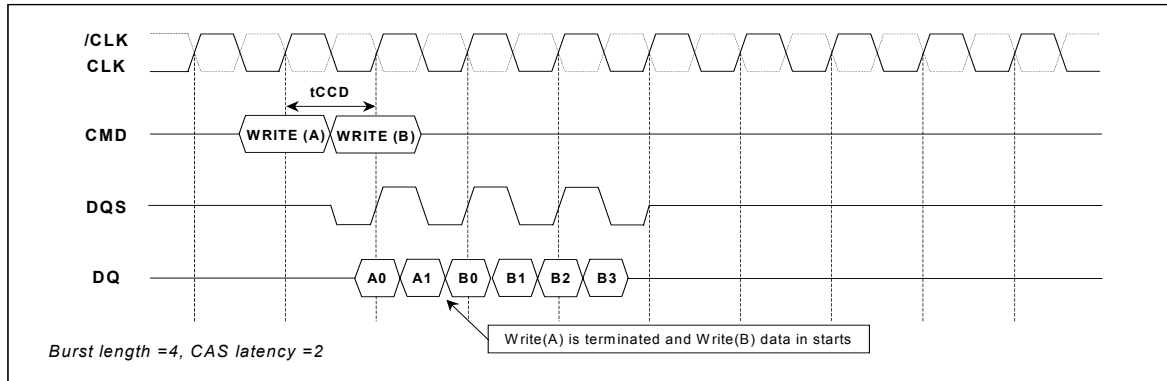 /CLK
CLK
tCCD
CMD WRITE (A) WRITE (B)
DQS
DQ A0 A1 B0 B1 B2 B3
Write(A) is terminated and Write(B) data in starts
Burst length =4, CAS latency =2